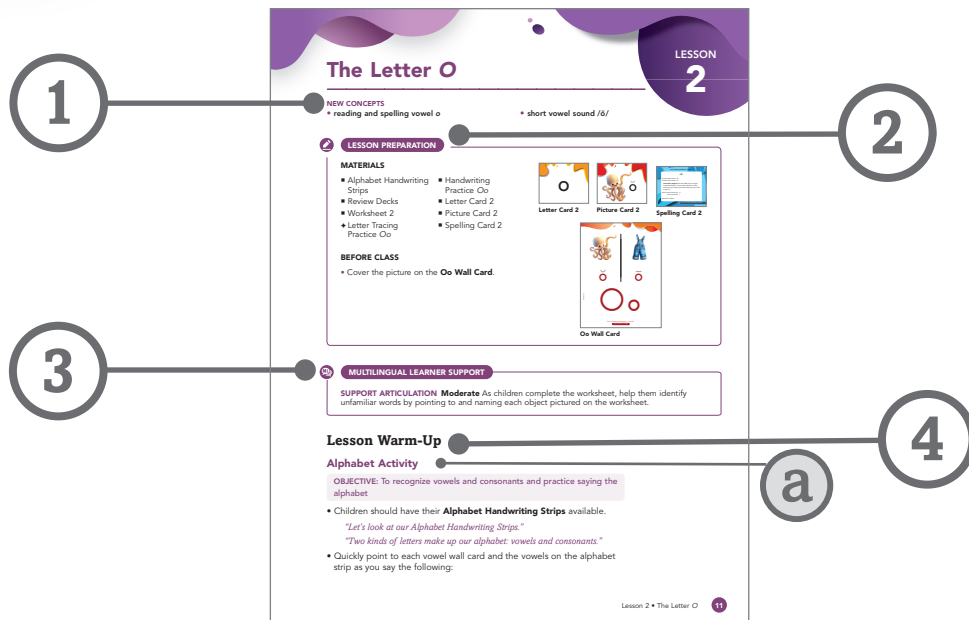 LESSON
2
The Letter O
NEW CONCEPTS
• reading and spelling vowel o
• short vowel sound /ŏ/
1
2
LESSON PREPARATION
MATERIALS
▪ Alphabet Handwriting
Strips
▪ Review Decks
▪ Worksheet 2
✦ Letter Tracing
Practice Oo
▪ Handwriting
Practice Oo
▪ Letter Card 2
▪ Picture Card 2
▪ Spelling Card 2
O
Letter Card 2
Picture Card 2
Spelling Card 2
BEFORE CLASS
• Cover the picture on the Oo Wall Card.
O o
Oo Wall Card
3
MULTILINGUAL LEARNER SUPPORT
SUPPORT ARTICULATION Moderate As children complete the worksheet, help them identify
unfamiliar words by pointing to and naming each object pictured on the worksheet.
4
Lesson Warm-Up
a
Alphabet Activity
OBJECTIVE: To recognize vowels and consonants and practice saying the
alphabet
• Children should have their Alphabet Handwriting Strips available.
"Let's look at our Alphabet Handwriting Strips."
"Two kinds of letters make up our alphabet: vowels and consonants."
• Quickly point to each vowel wall card and the vowels on the alphabet
strip as you say the following:
Lesson 2 • The Letter O 11